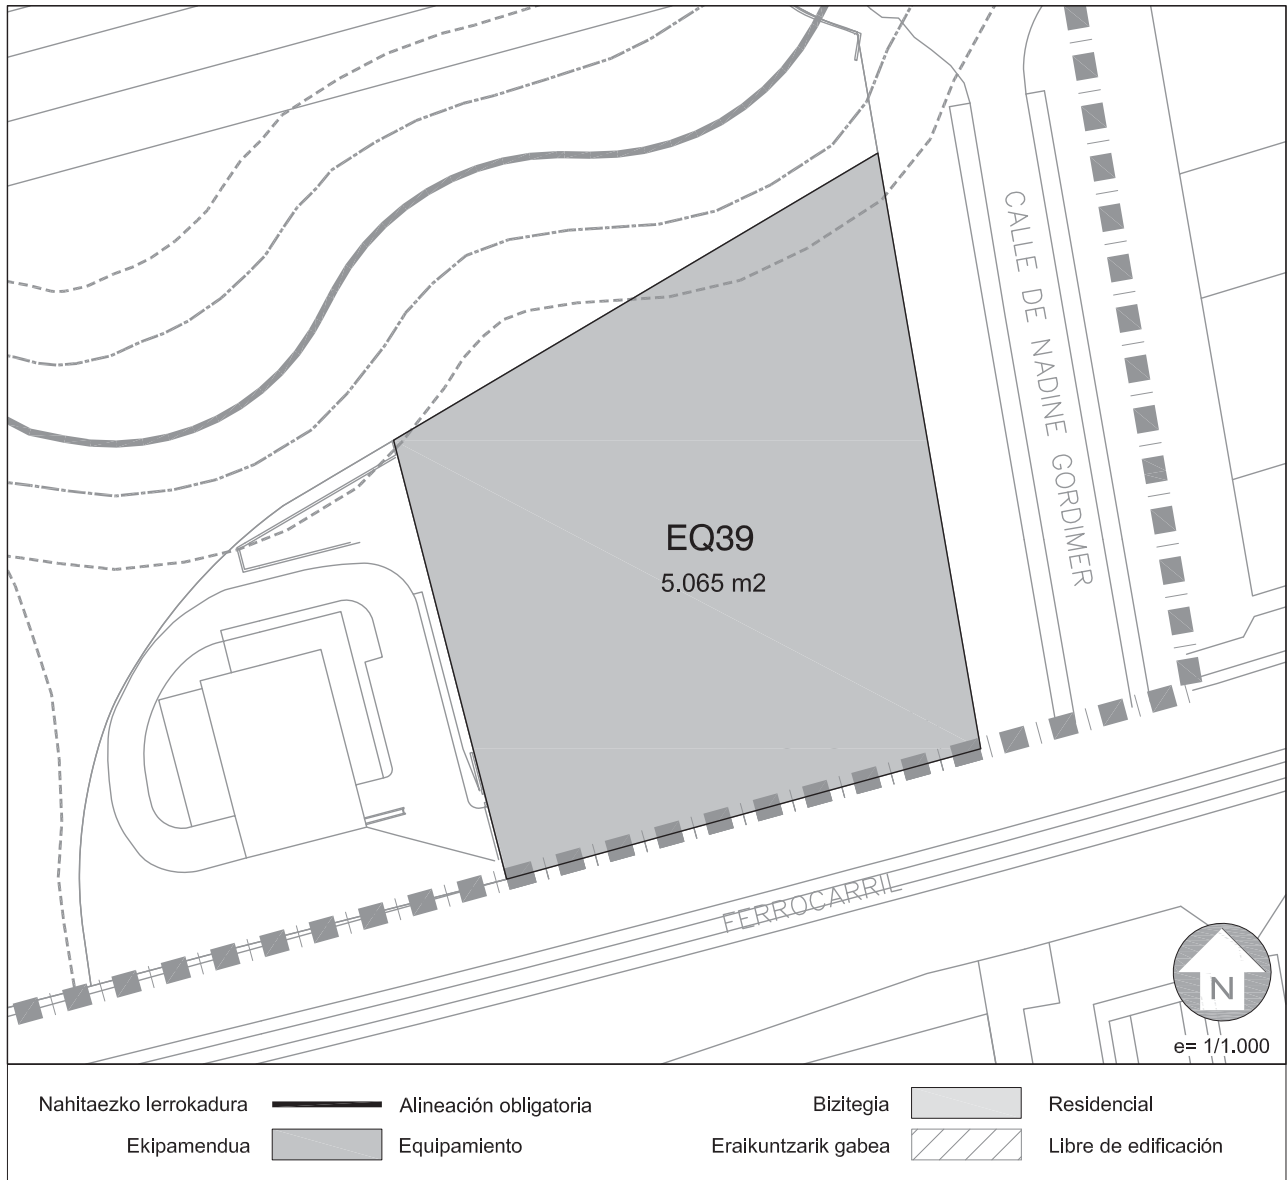 CALLE DE NADINE GORDIMER
EQ39
5.065 m2
FERROCARRIL
N
e= 1/1.000
Nahitaezko lerrokadura Alineación obligatoria
Bizitegia Residencial
Ekipamendua Equipamiento
Eraikuntzarik gabea Libre de edificación